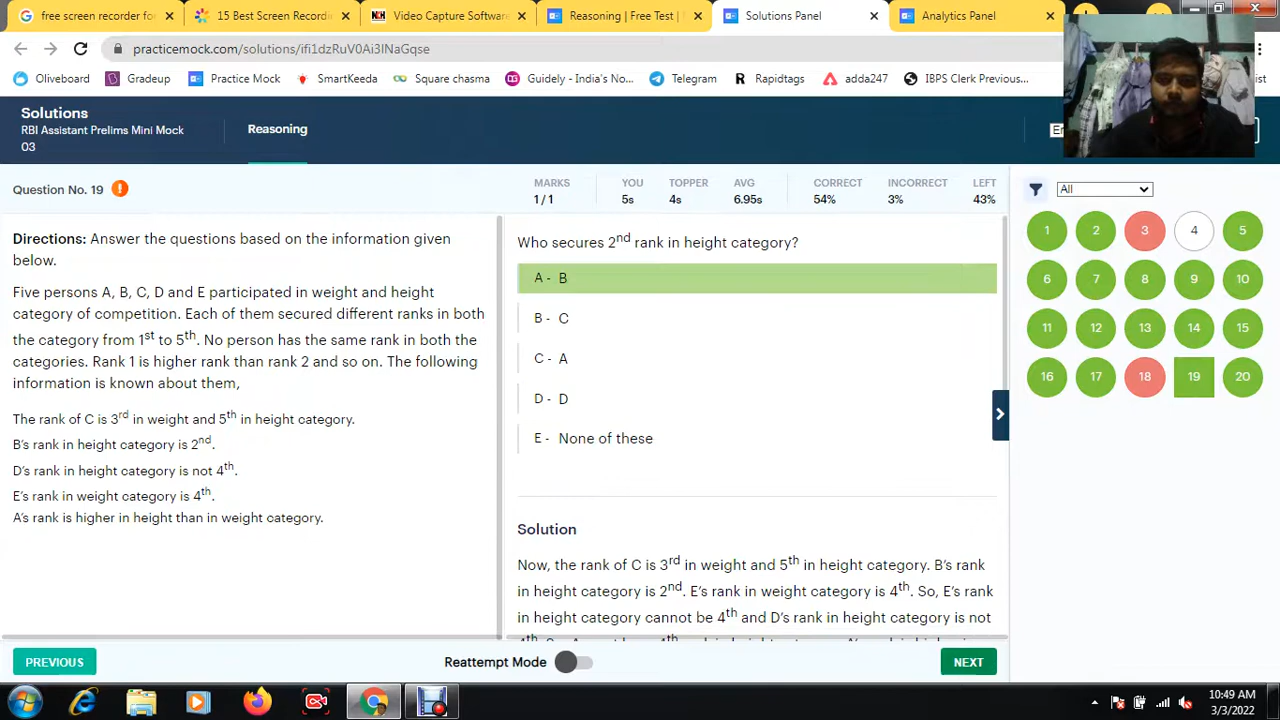 free screen recorder fo
15 Best Screen Recordi
Video Capture Software
Reasoning | Free Test |
Solutions Panel
Analytics Panel
practicemock.com/solutions/ifi1dzRuV0Ai3INaGqse
Oliveboard
Gradeup
Practice Mock
SmartKeeda
Square chasma
Guidely - India's No...
Telegram
Rapidtags
adda247
IBPS Clerk Previous...
Solutions
RBI Assistant Prelims Mini Mock
03
Reasoning
Question No. 19
MARKS
1 / 1
YOU
5s
TOPPER
4s
AVG
6.95s
CORRECT
54%
INCORRECT
3%
LEFT
43%
All
Directions: Answer the questions based on the information given
below.
Five persons A, B, C, D and E participated in weight and height
category of competition. Each of them secured different ranks in both
the category from 1st to 5th. No person has the same rank in both the
categories. Rank 1 is higher rank than rank 2 and so on. The following
information is known about them,
The rank of C is 3rd in weight and 5th in height category.
B's rank in height category is 2nd.
D's rank in height category is not 4th.
E's rank in weight category is 4th.
A's rank is higher in height than in weight category.
Who secures 2nd rank in height category?
A - B
B - C
C - A
D - D
E - None of these
Solution
Now, the rank of C is 3rd in weight and 5th in height category. B's rank
in height category is 2nd. E's rank in weight category is 4th. So, E's rank
in height category cannot be 4th and D's rank in height category is not
1 2 3 4 5
6 7 8 9 10
11 12 13 14 15
16 17 18 19 20
PREVIOUS
Reattempt Mode
NEXT
10:49 AM
3/3/2022